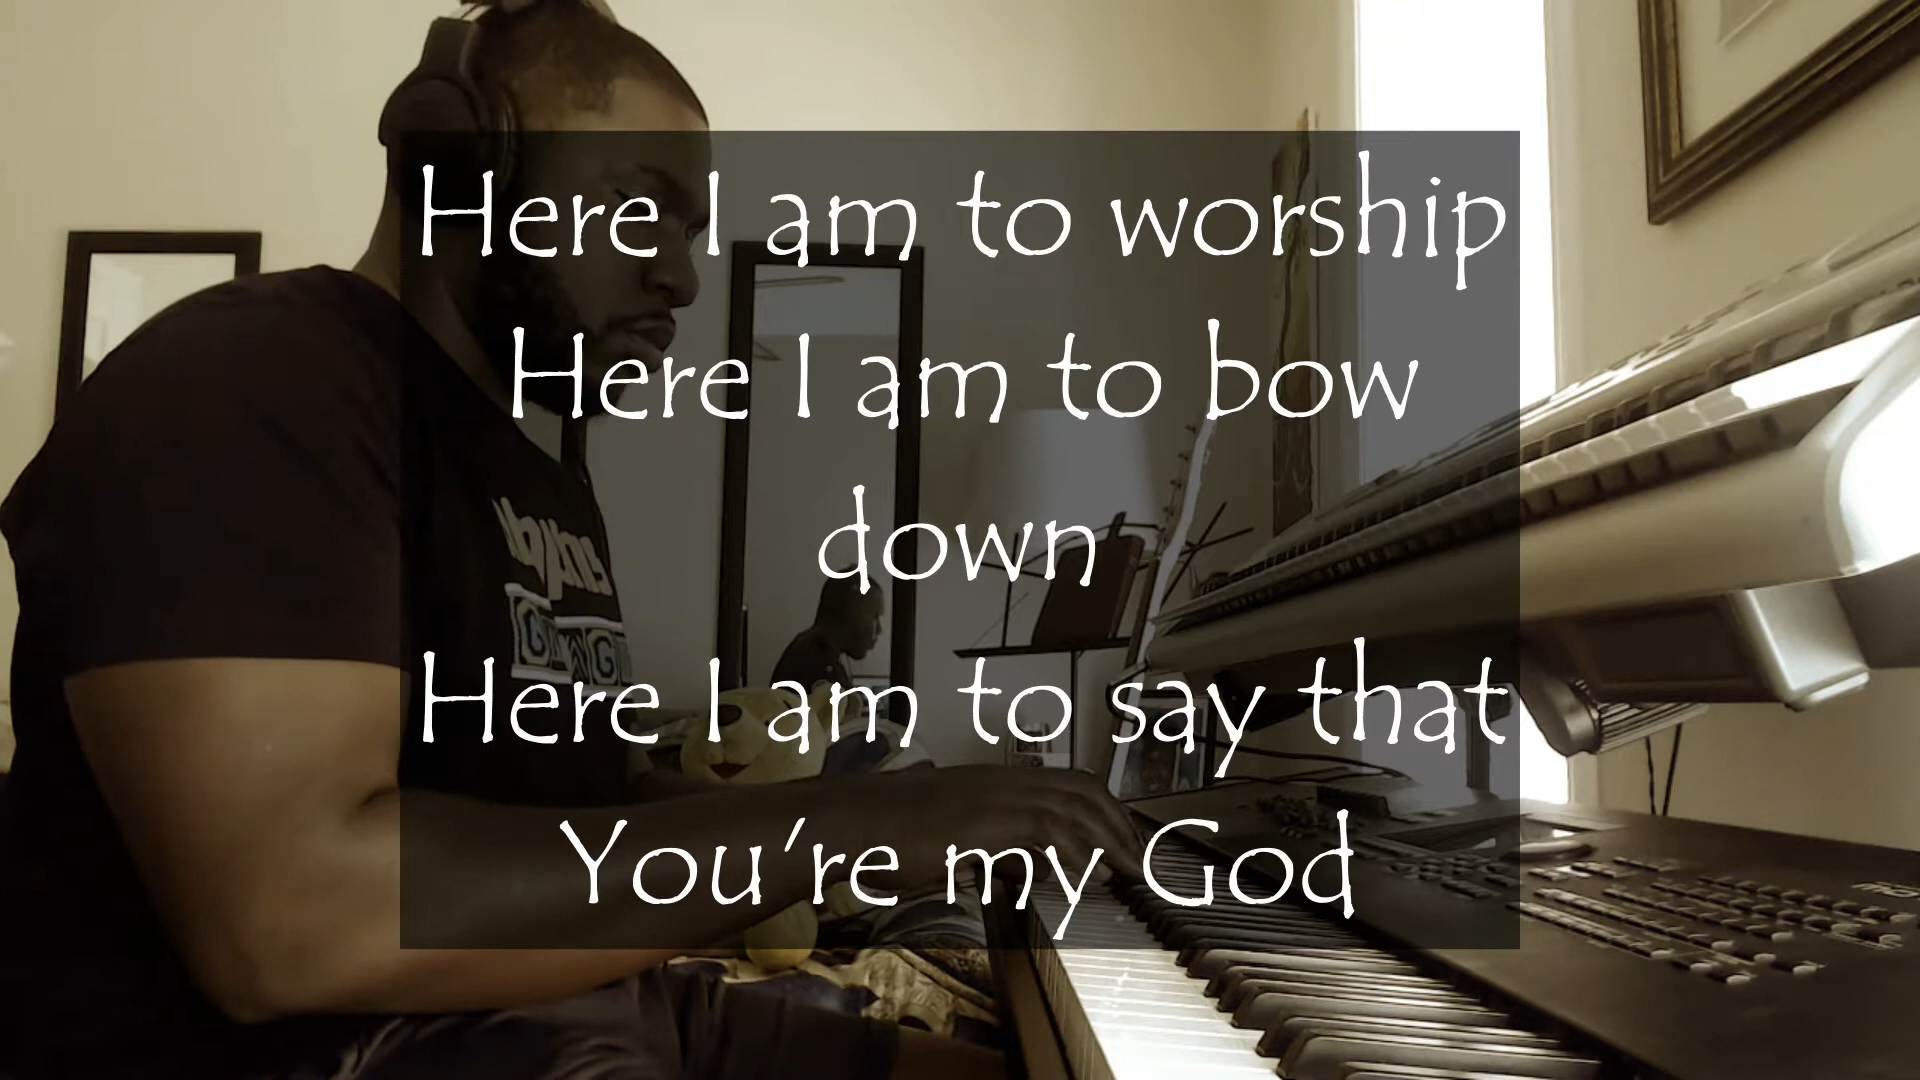 Here I am to worship
Here I am to bow
down
Here I am to say that
You're my God